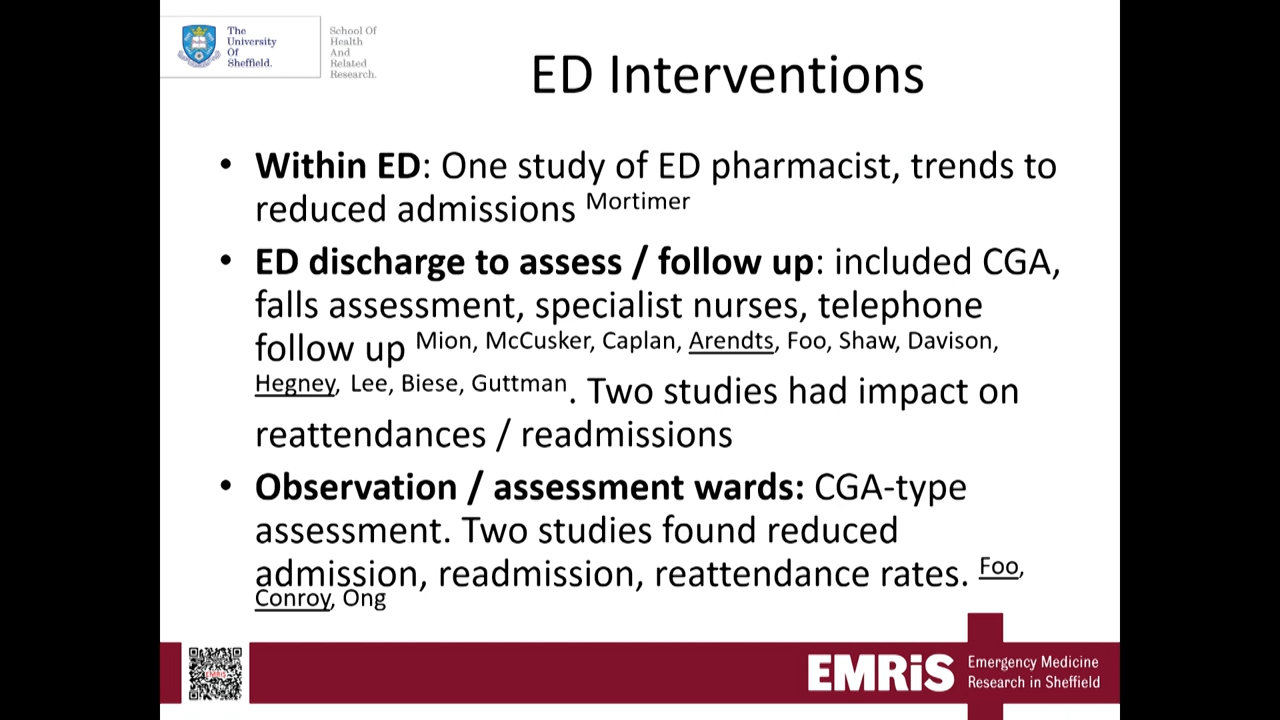 The
University
Of
Sheffield.
School Of
Health
And
Related
Research.
ED Interventions
• Within ED: One study of ED pharmacist, trends to
reduced admissions Mortimer
• ED discharge to assess / follow up: included CGA,
falls assessment, specialist nurses, telephone
follow up Mion, McCusker, Caplan, Arendts, Foo, Shaw, Davison,
Hegney, Lee, Biese, Guttman. Two studies had impact on
reattendances / readmissions
• Observation / assessment wards: CGA-type
assessment. Two studies found reduced
admission, readmission, reattendance rates. Foo,
Conroy, Ong
EMRiS
EMRiS
Emergency Medicine
Research in Sheffield